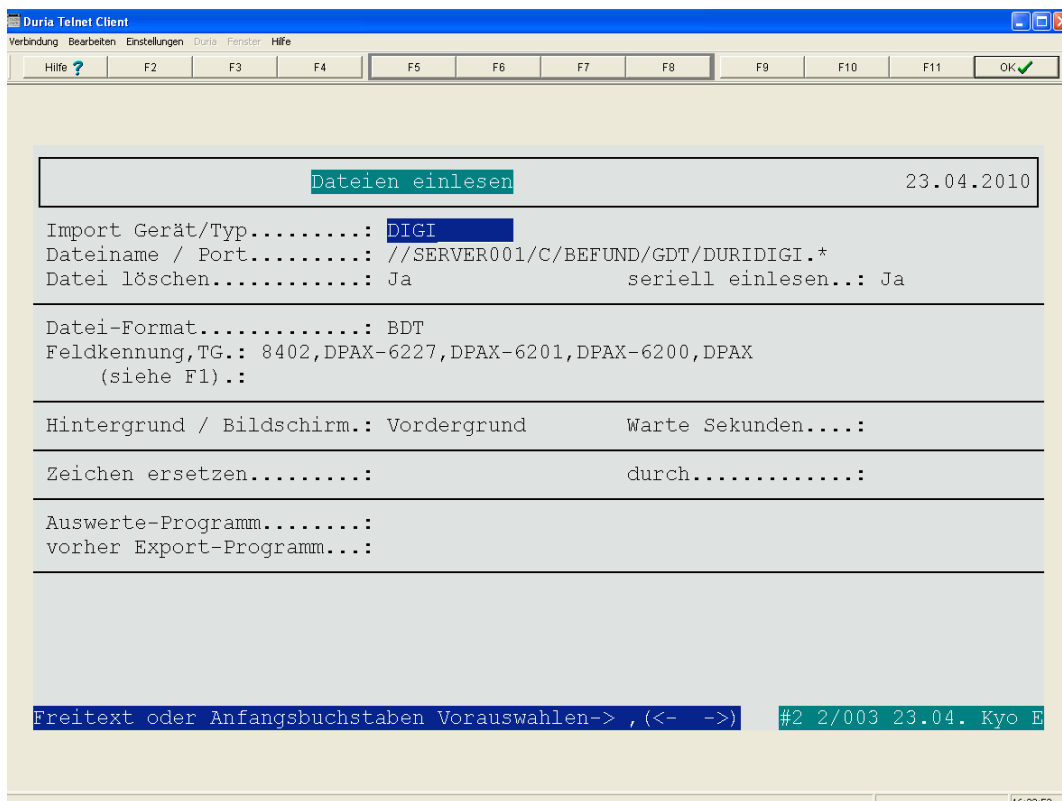 Duria Telnet Client
Verbindung Bearbeiten Einstellungen Duria Fenster Hilfe
Hilfe ? F2 F3 F4 F5 F6 F7 F8 F9 F10 F11 OK
Dateien einlesen 23.04.2010
Import Gerät/Typ.........: DIGI
Dateiname / Port.........: //SERVER001/C/BEFUND/GDT/DURIDIGI.*
Datei löschen............: Ja seriell einlesen..: Ja
Datei-Format.............: BDT
Feldkennung,TG.: 8402,DPAX-6227,DPAX-6201,DPAX-6200,DPAX
(siehe F1).:
Hintergrund / Bildschirm.: Vordergrund Warte Sekunden....:
Zeichen ersetzen.........: durch.............:
Auswerte-Programm........:
vorher Export-Programm...:
Freitext oder Anfangsbuchstaben Vorauswahlen-> ,(<- ->) #2 2/003 23.04. Kyo E